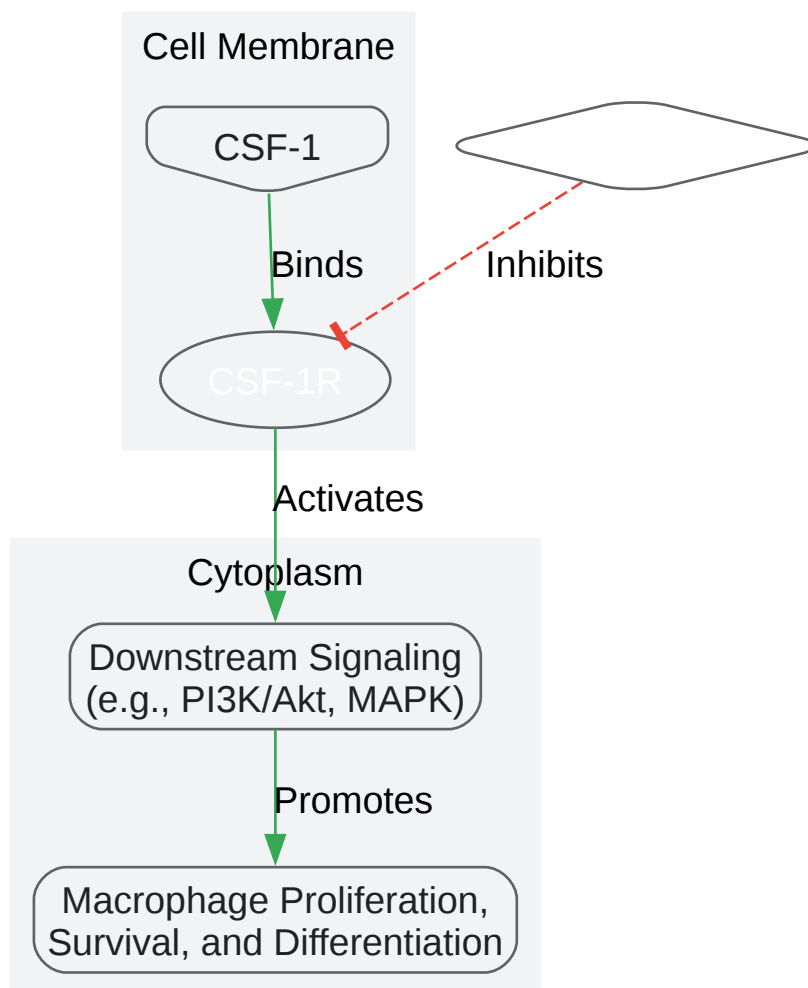 Cell Membrane
CSF-1
Binds
Inhibits
CSF-1R
Activates
Cytoplasm
Downstream Signaling
(e.g., PI3K/Akt, MAPK)
Promotes
Macrophage Proliferation,
Survival, and Differentiation